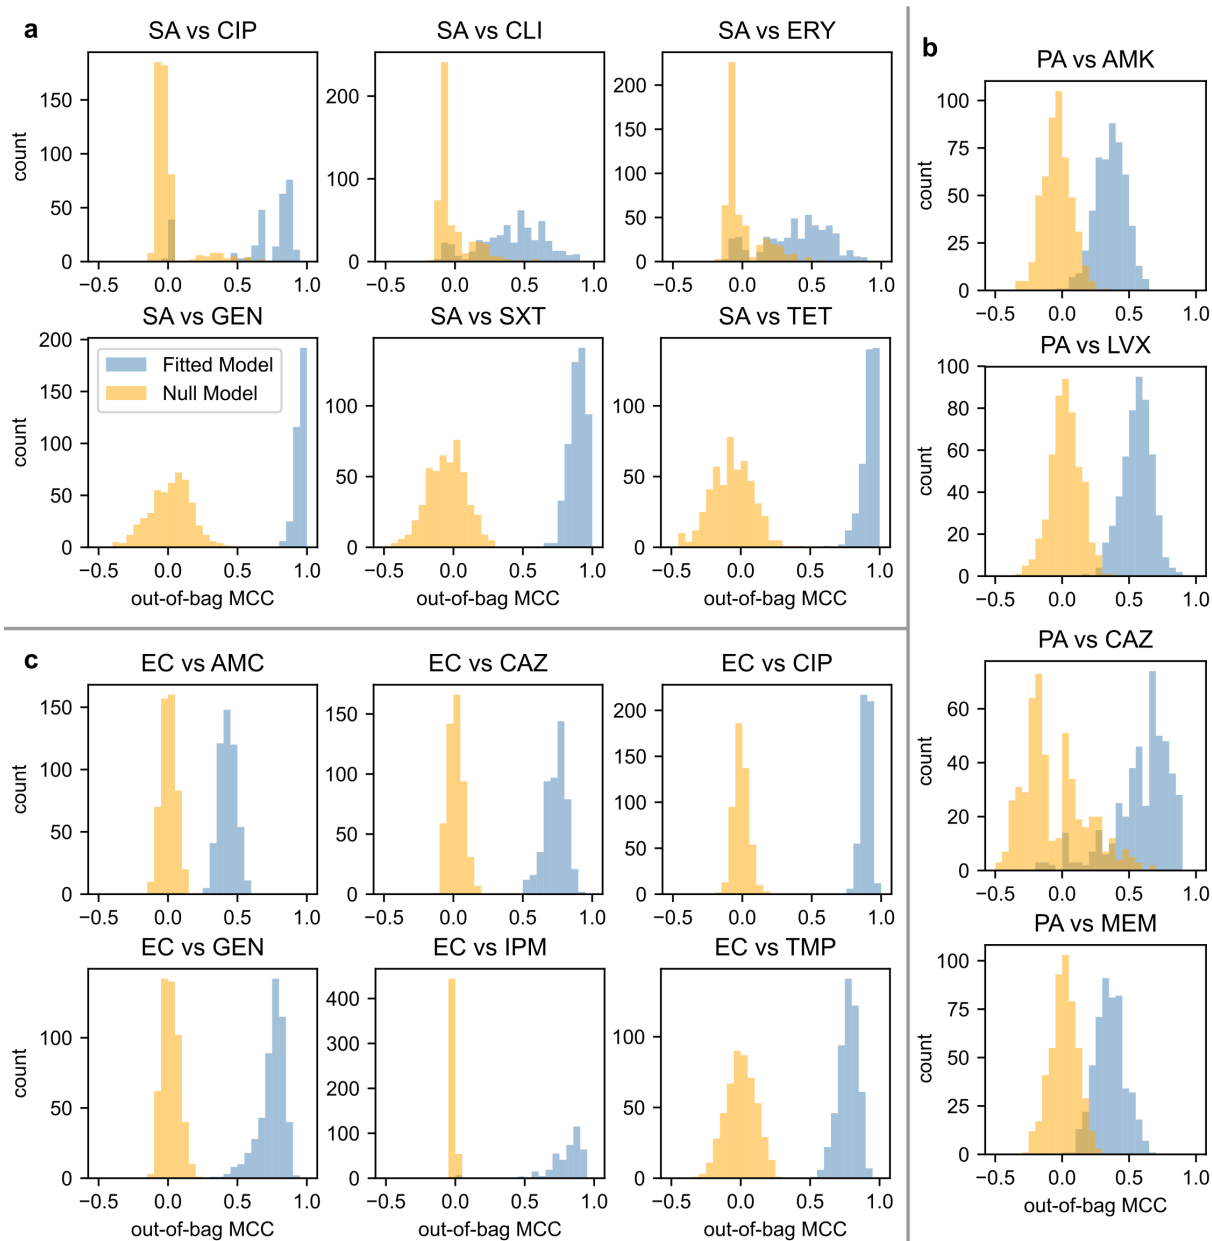 a
SA vs CIP
SA vs CLI
SA vs ERY
count
150
100
50
0
200
100
0
200
150
100
50
0
−0.5 0.0 0.5 1.0
−0.5 0.0 0.5 1.0
−0.5 0.0 0.5 1.0
SA vs GEN
SA vs SXT
SA vs TET
Fitted Model
Null Model
count
200
150
100
50
0
100
50
0
100
50
0
−0.5 0.0 0.5 1.0
−0.5 0.0 0.5 1.0
−0.5 0.0 0.5 1.0
out-of-bag MCC
out-of-bag MCC
out-of-bag MCC
b
PA vs AMK
count
100
75
50
25
0
−0.5 0.0 0.5 1.0
PA vs LVX
count
100
80
60
40
20
0
−0.5 0.0 0.5 1.0
PA vs CAZ
count
60
40
20
0
−0.5 0.0 0.5 1.0
PA vs MEM
count
100
75
50
25
0
−0.5 0.0 0.5 1.0
out-of-bag MCC
c
EC vs AMC
EC vs CAZ
EC vs CIP
count
150
100
50
0
150
100
50
0
200
150
100
50
0
−0.5 0.0 0.5 1.0
−0.5 0.0 0.5 1.0
−0.5 0.0 0.5 1.0
EC vs GEN
EC vs IPM
EC vs TMP
count
100
50
0
400
300
200
100
0
100
50
0
−0.5 0.0 0.5 1.0
−0.5 0.0 0.5 1.0
−0.5 0.0 0.5 1.0
out-of-bag MCC
out-of-bag MCC
out-of-bag MCC